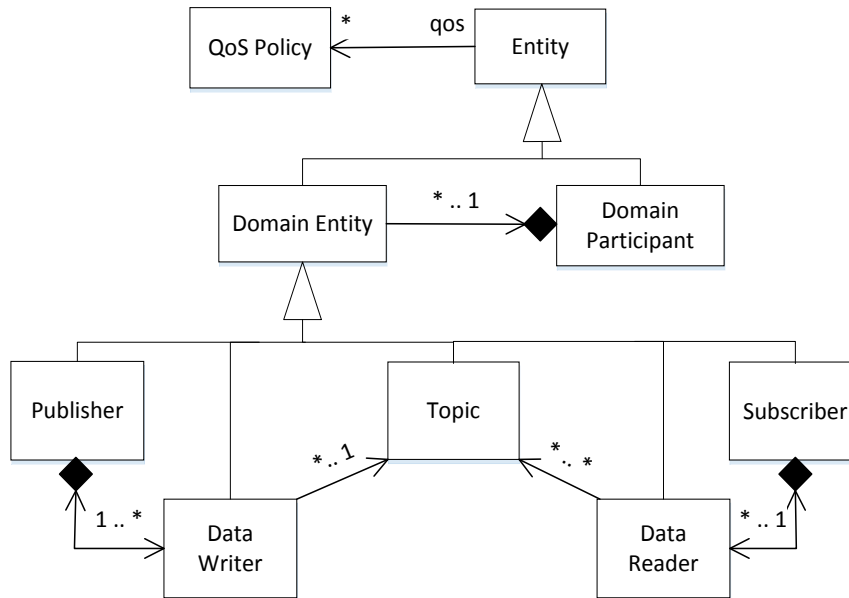 *
qos
QoS Policy
Entity
* .. 1
Domain Entity
Domain
Participant
Publisher
Topic
Subscriber
* .. 1
*.. *
1 .. *
* .. 1
Data
Writer
Data
Reader